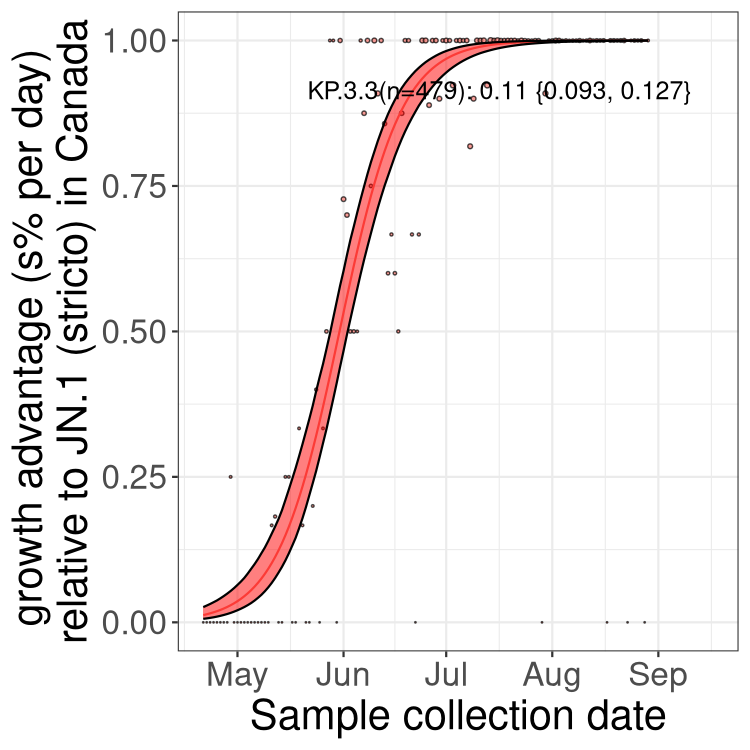 growth advantage (s% per day)
relative to JN.1 (stricto) in Canada
1.00
0.75
0.50
0.25
0.00
KP.3.3(n=479): 0.11 {0.093, 0.127}
May Jun Jul Aug Sep
Sample collection date